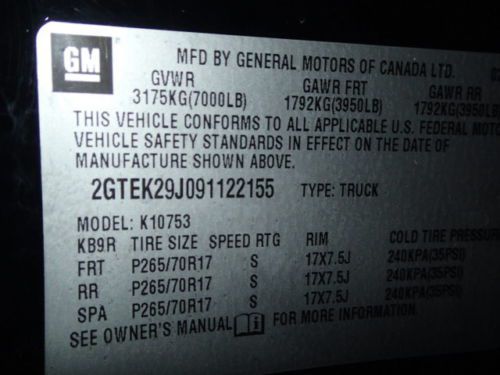 GM
MFD BY GENERAL MOTORS OF CANADA LTD.
GVWR GAWR FRT GAWR RR
3175KG(7000LB) 1792KG(3950LB) 1792KG(3950LB
THIS VEHICLE CONFORMS TO ALL APPLICABLE U.S. FEDERAL MOTOR
VEHICLE SAFETY STANDARDS IN EFFECT ON THE DATE OF
MANUFACTURE SHOWN ABOVE.
2GTEK29J091122155 TYPE: TRUCK
MODEL: K10753
KB9R TIRE SIZE SPEED RTG RIM COLD TIRE PRESSUR
FRT P265/70R17 S 17X7.5J 240KPA(35PSI)
RR P265/70R17 S 17X7.5J 240KPA(35PSI)
SPA P265/70R17 S 17X7.5J 240KPA(35PSI)
SEE OWNER'S MANUAL FOR MORE INFORMATION.